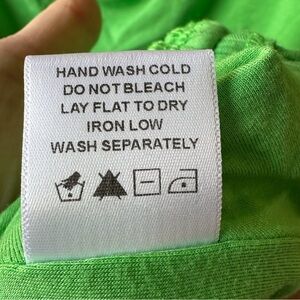 HAND WASH COLD
DO NOT BLEACH
LAY FLAT TO DRY
IRON LOW
WASH SEPARATELY